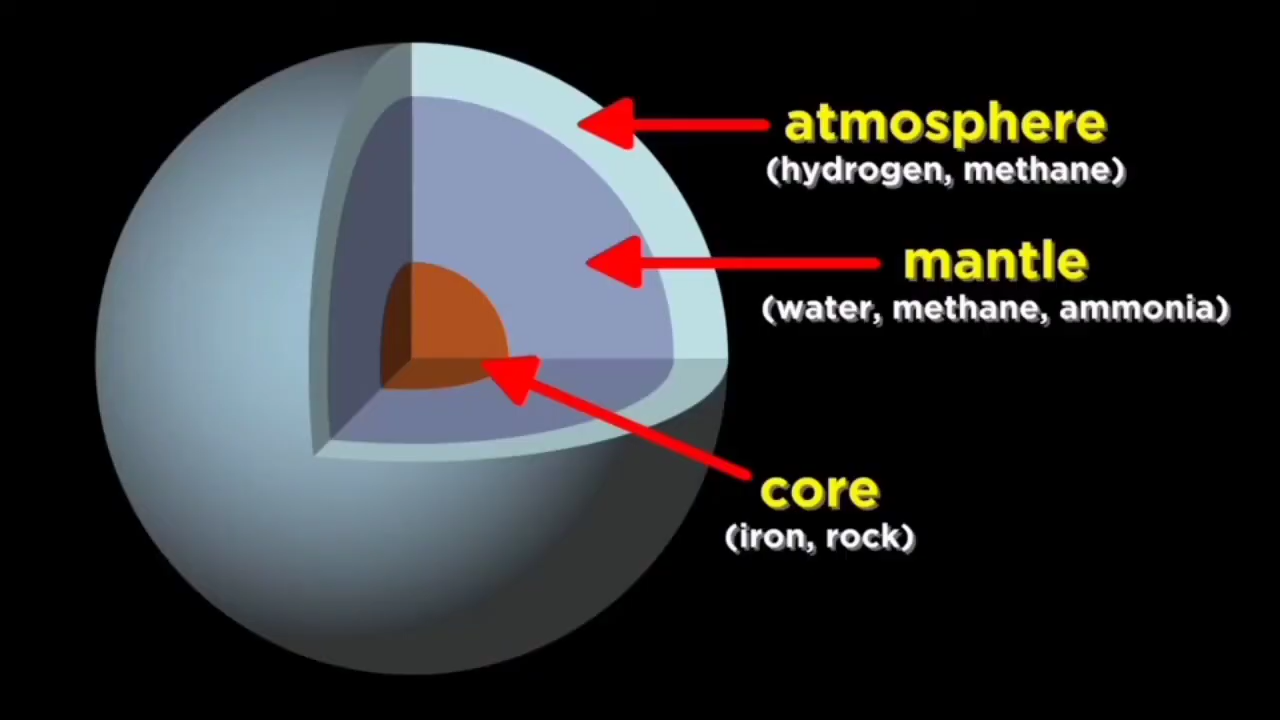 atmosphere
(hydrogen, methane)
mantle
(water, methane, ammonia)
core
(iron, rock)